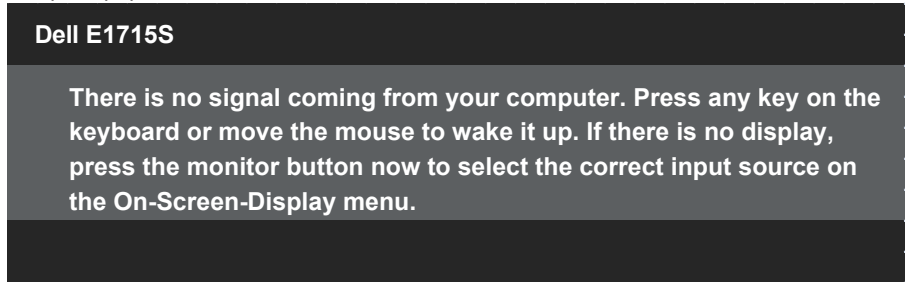 Dell E1715S
There is no signal coming from your computer. Press any key on the
keyboard or move the mouse to wake it up. If there is no display,
press the monitor button now to select the correct input source on
the On-Screen-Display menu.